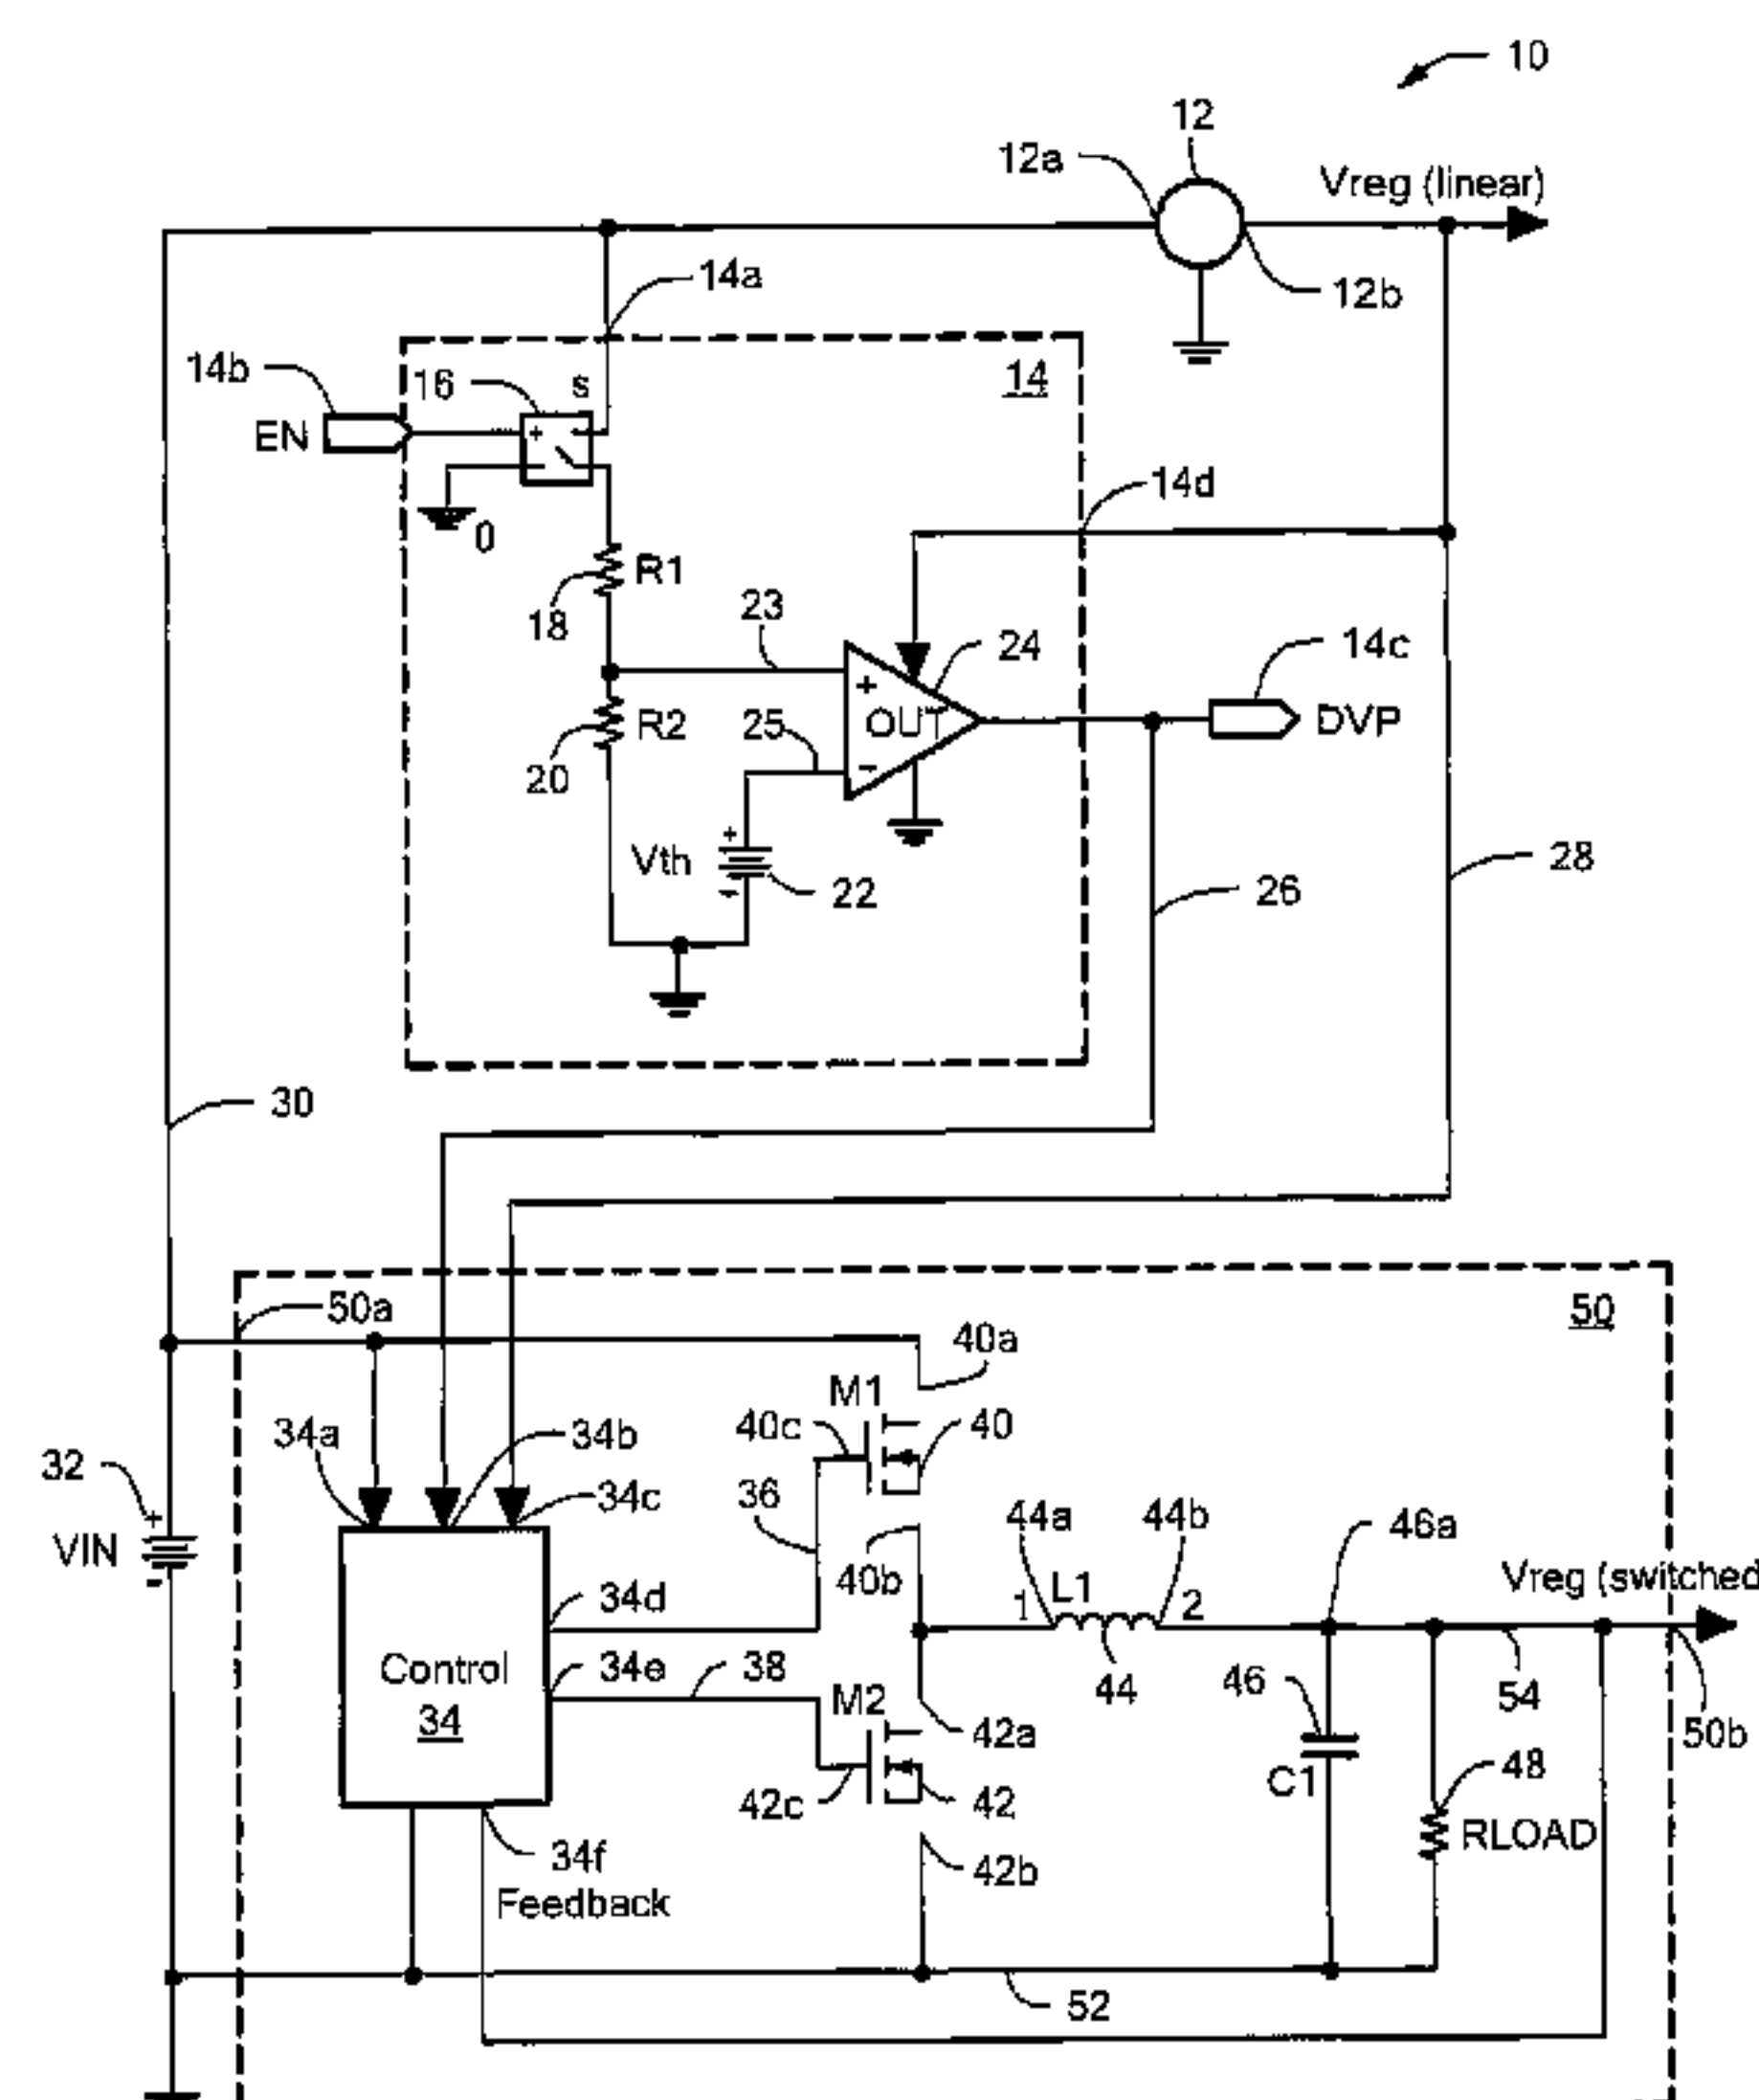 10
12
12a
Vreg (linear)
12b
14a
14b
16
s
14
EN
+
0
14d
R1
18
23
24
14c
+
R2
25
OUT
DVP
20
-
+
Vth
28
26
-
22
30
50a
50
40a
M1
34a
34b
40c
40
32
+
36
34c
44a
44b
46a
VIN
-
40b
L1
Vreg (switched
34d
1
2
Control
34e
38
46
34
M2
44
54
42a
50b
48
42c
42
C1
34f
RLOAD
42b
Feedback
52